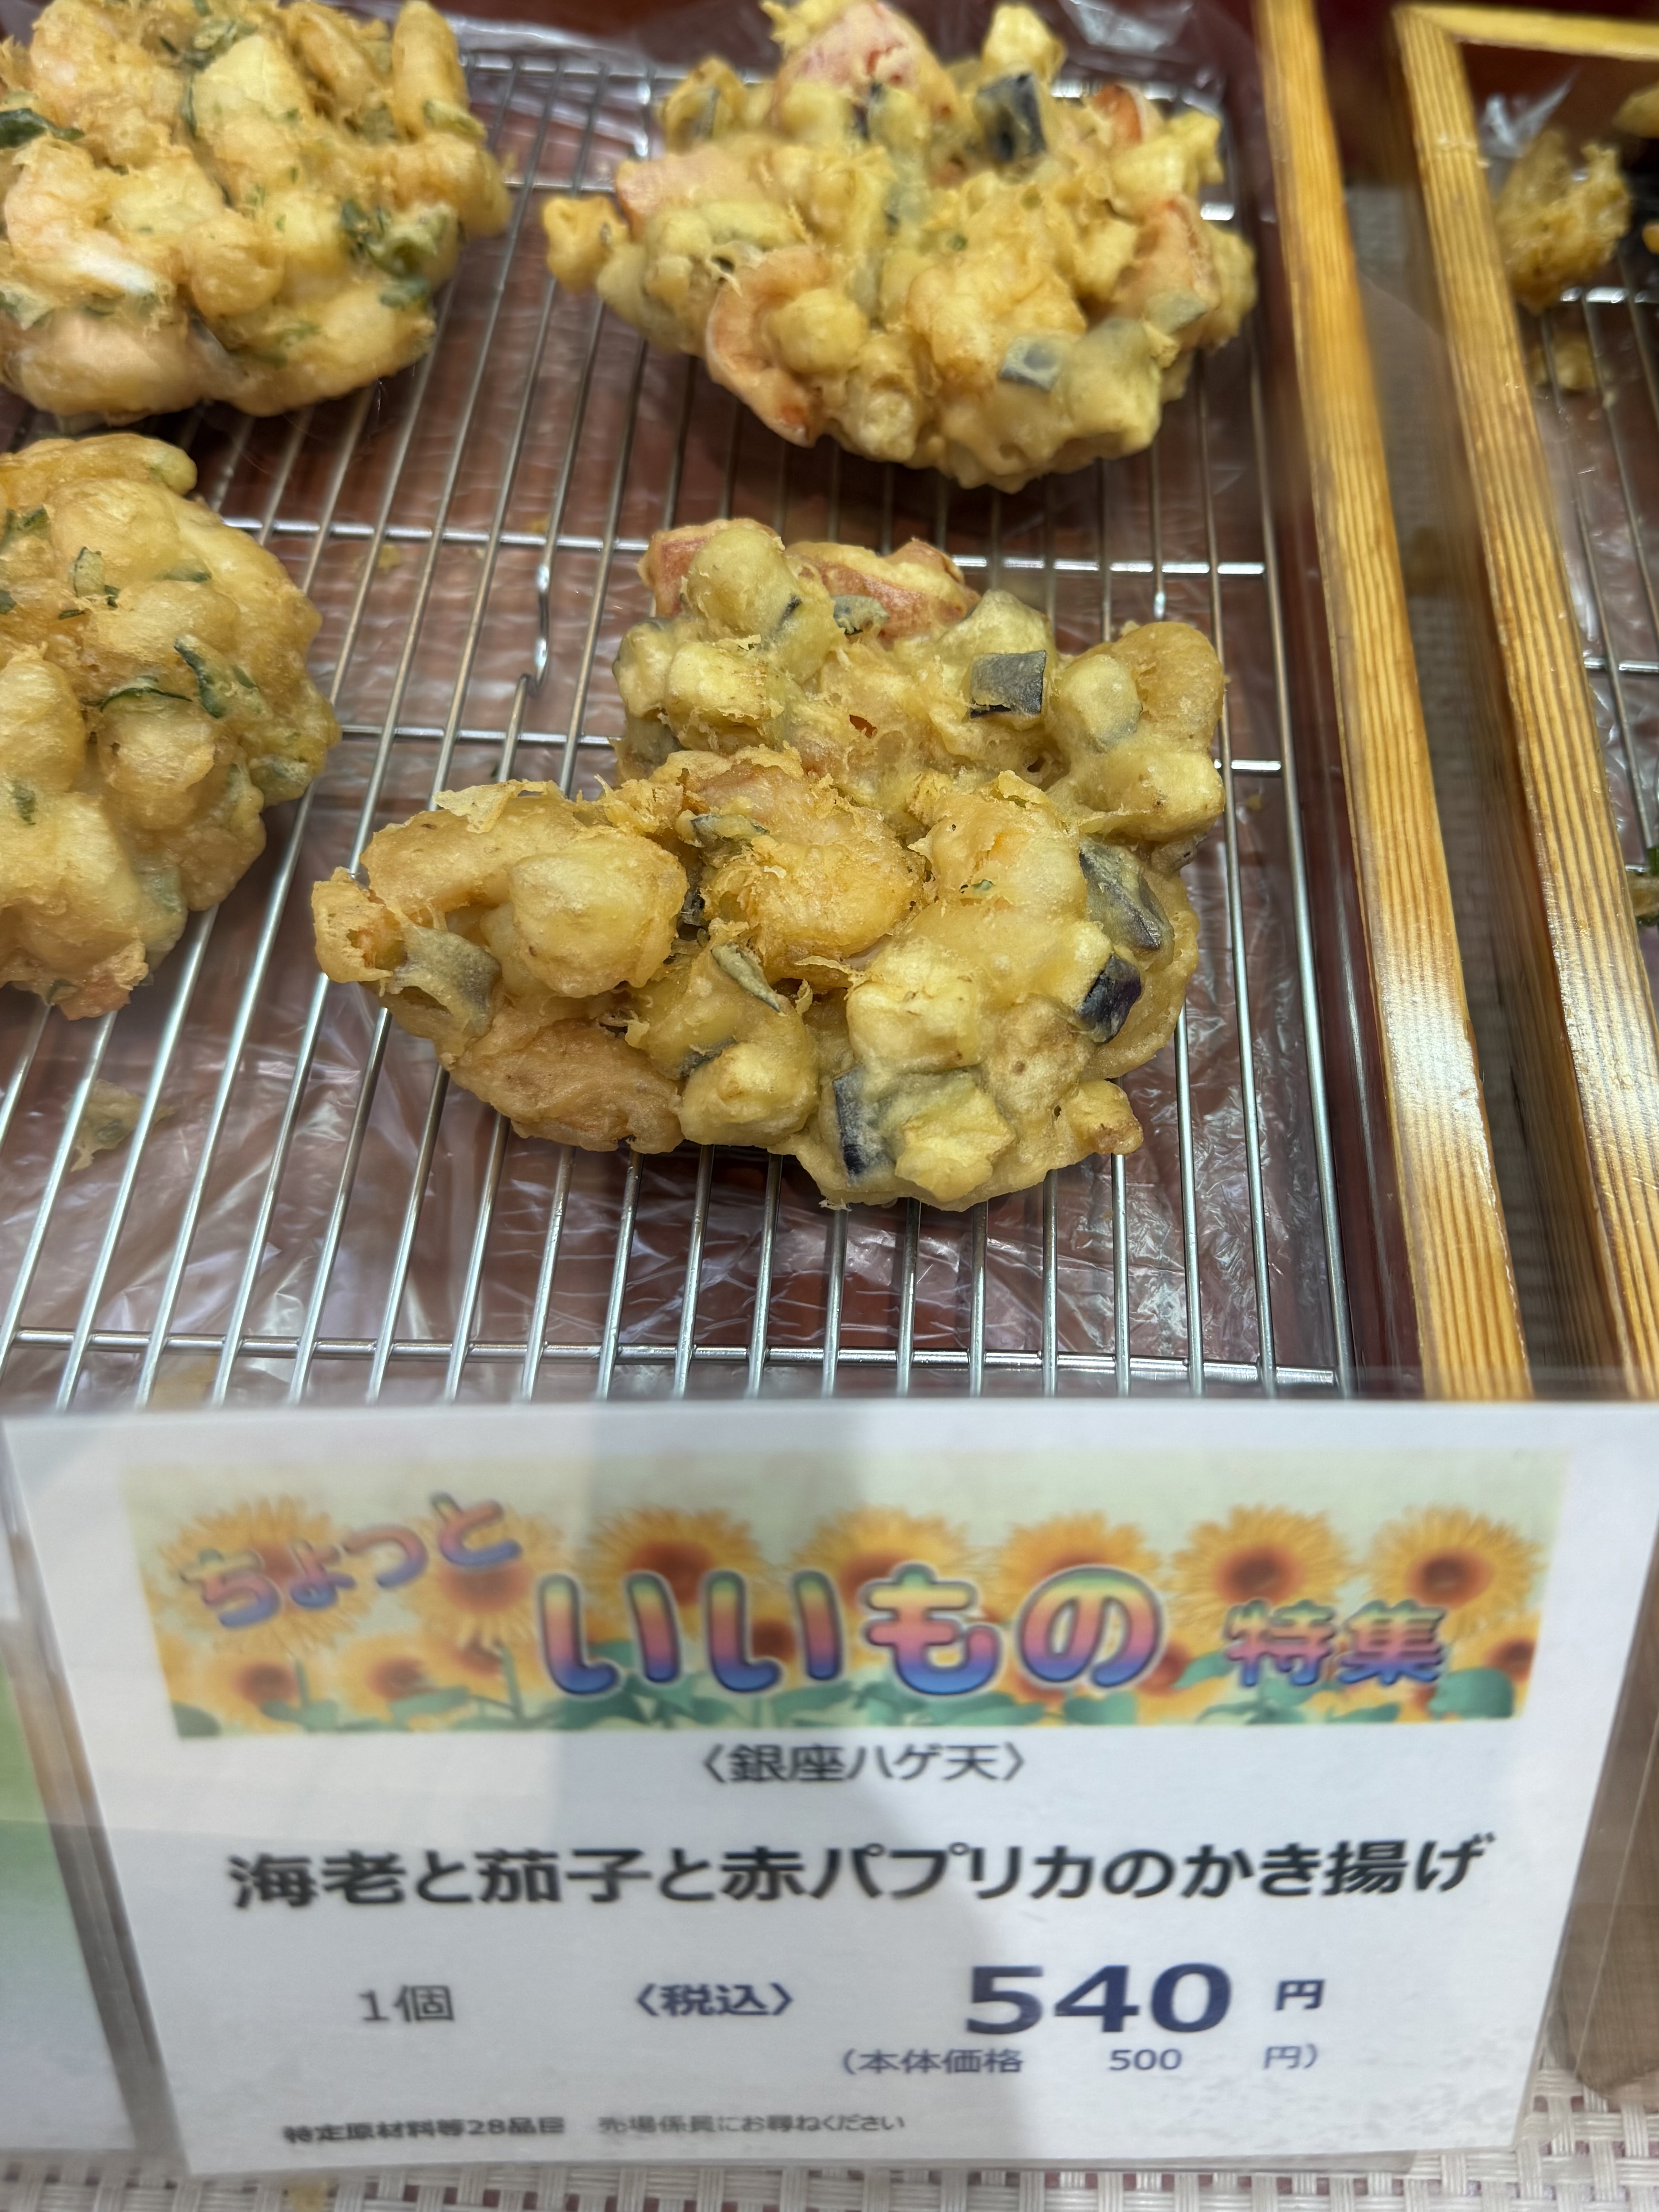 ちょっと いいもの 特集
〈銀座ハゲ天〉
海老と茄子と赤パプリカのかき揚げ
1個 〈税込〉 540 円
(本体価格 500 円)
特定原材料等28品目 売場係員にお尋ねください